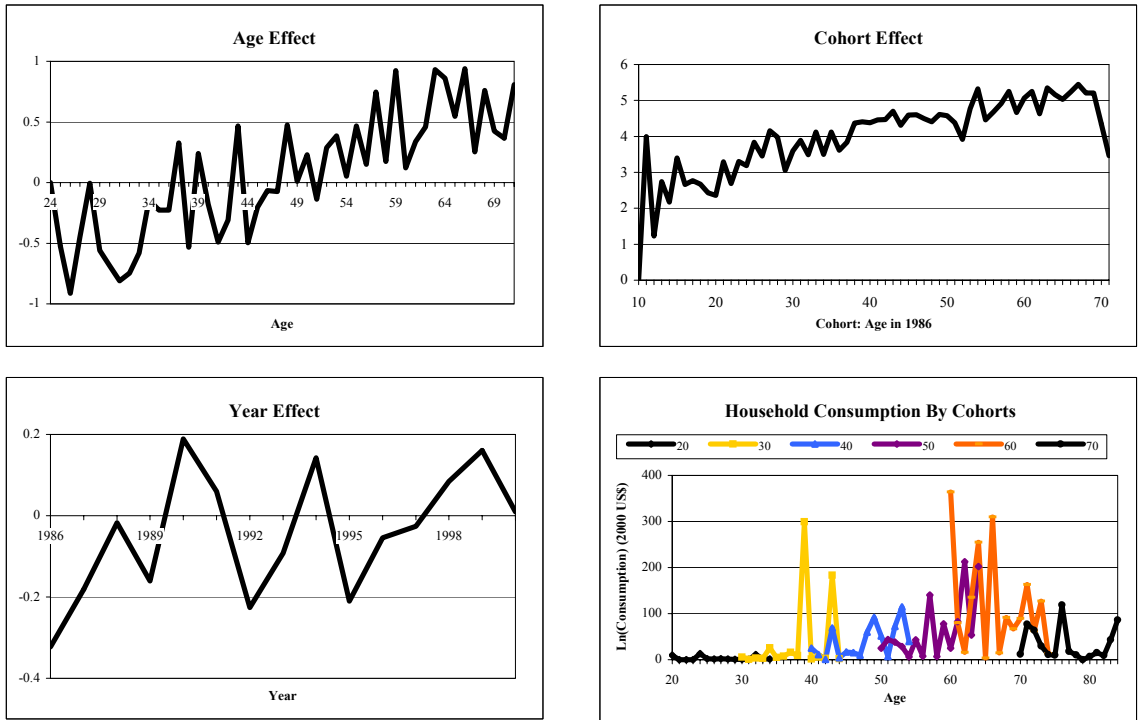 Age Effect
1
0.5
0
-0.5
-1
24 29 34 39 44 49 54 59 64 69
Age
Cohort Effect
6
5
4
3
2
1
0
10 20 30 40 50 60 70
Cohort: Age in 1986
Year Effect
0.2
0
-0.2
-0.4
1986 1989 1992 1995 1998
Year
Household Consumption By Cohorts
20 30 40 50 60 70
Ln(Consumption) (2000 US$)
400
300
200
100
0
20 30 40 50 60 70 80
Age